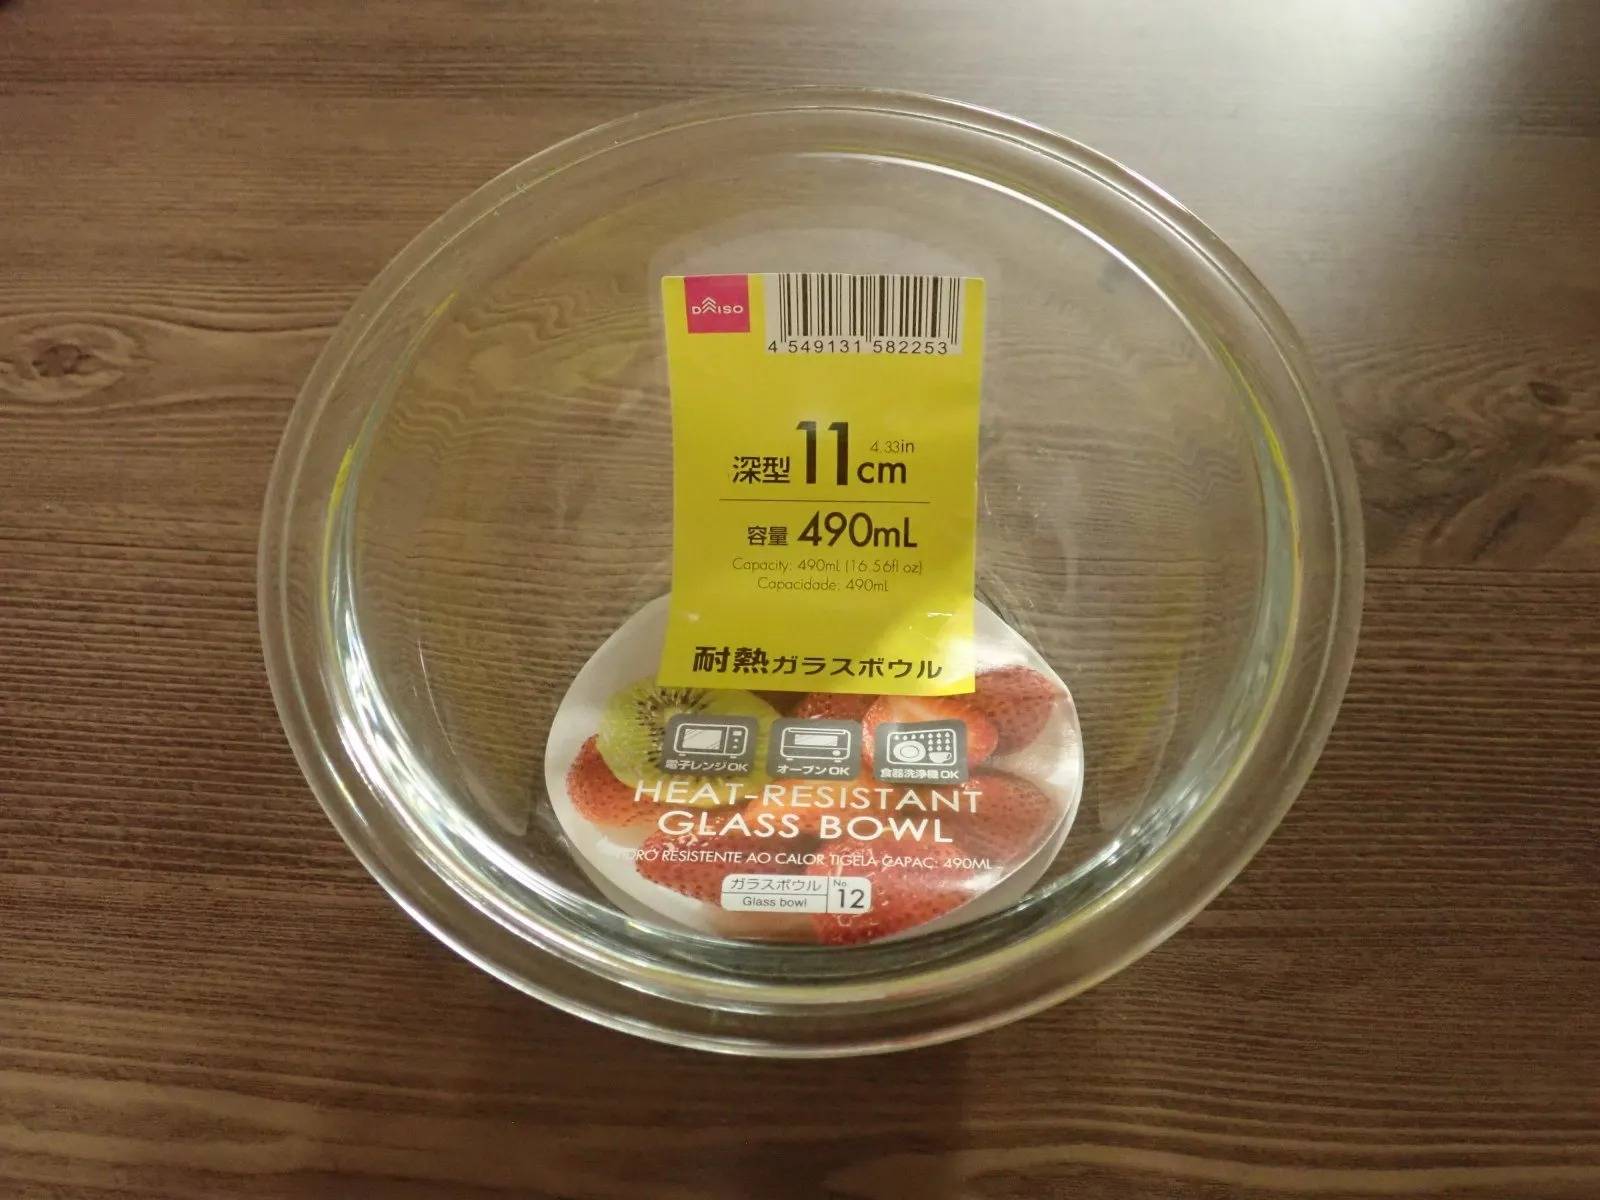 DAISO
4 549131 582253
4.33in
深型 11cm
容量 490mL
Capacity: 490mL (16.56fl oz)
Capacidade: 490mL
耐熱ガラスボウル
電子レンジOK オーブンOK 食器洗浄機OK
HEAT-RESISTANT
GLASS BOWL
RESISTENTE AO CALOR TIGELA CAPAC: 490ML
ガラスボウル No
Glass bowl 12